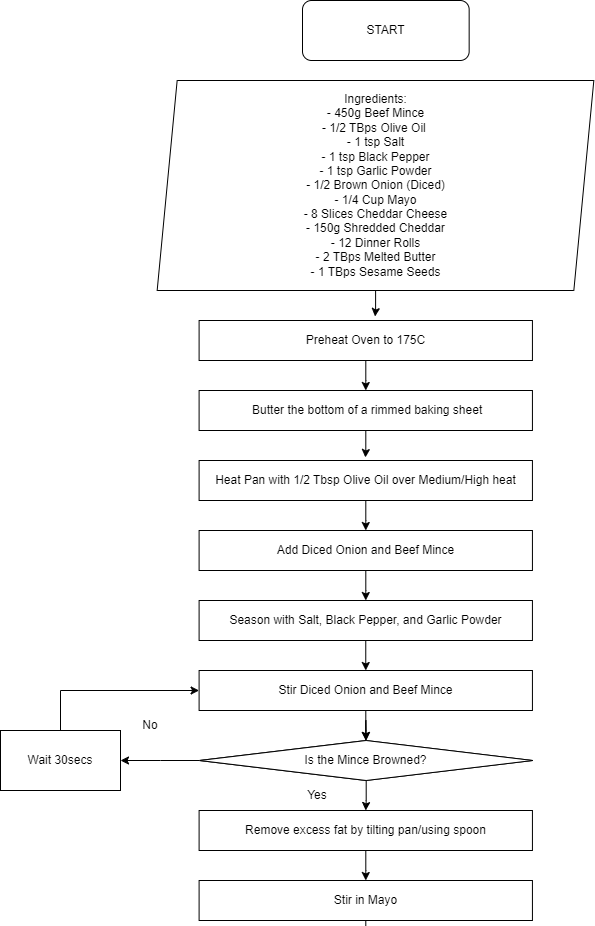 START
Ingredients:
- 450g Beef Mince
- 1/2 TBps Olive Oil
- 1 tsp Salt
- 1 tsp Black Pepper
- 1 tsp Garlic Powder
- 1/2 Brown Onion (Diced)
- 1/4 Cup Mayo
- 8 Slices Cheddar Cheese
- 150g Shredded Cheddar
- 12 Dinner Rolls
- 2 TBps Melted Butter
- 1 TBps Sesame Seeds
Preheat Oven to 175C
Butter the bottom of a rimmed baking sheet
Heat Pan with 1/2 Tbsp Olive Oil over Medium/High heat
Add Diced Onion and Beef Mince
Season with Salt, Black Pepper, and Garlic Powder
Stir Diced Onion and Beef Mince
No
Wait 30secs
Is the Mince Browned?
Yes
Remove excess fat by tilting pan/using spoon
Stir in Mayo